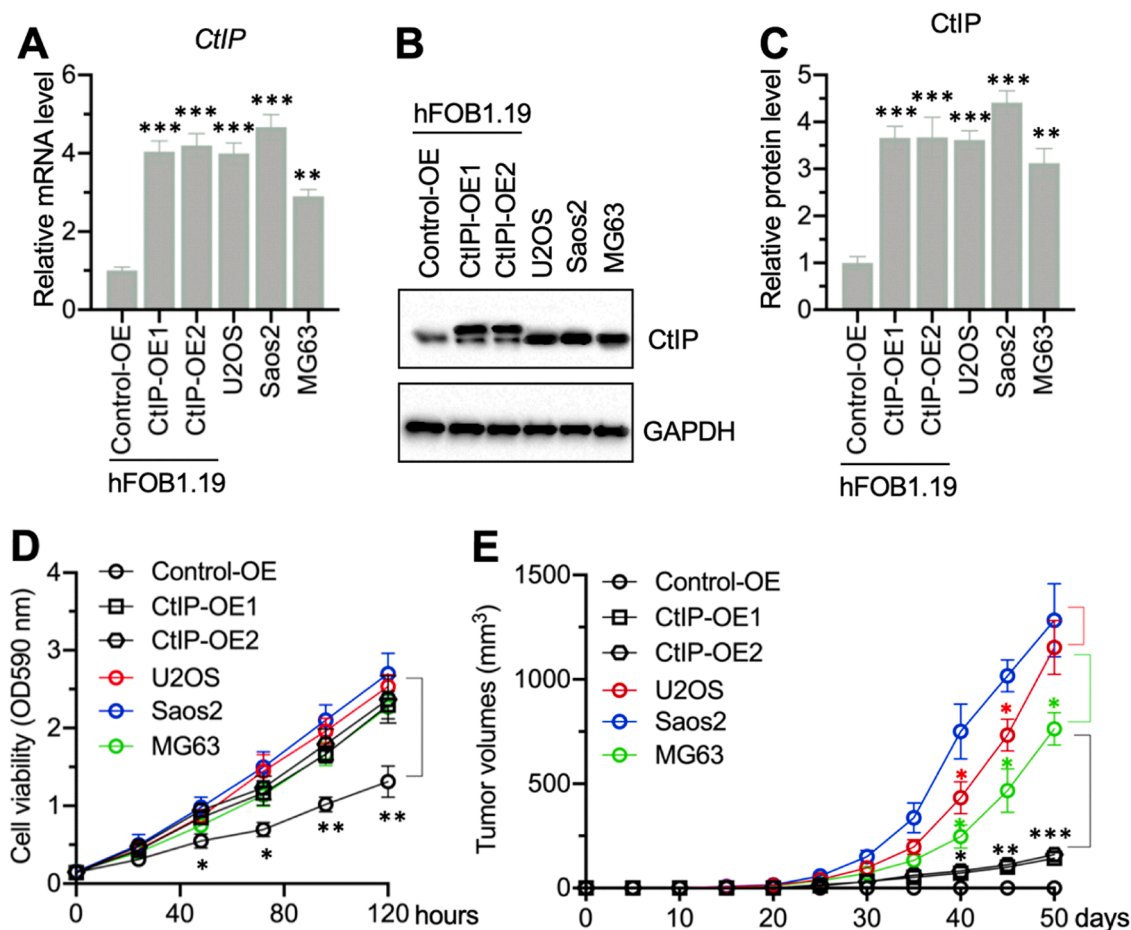 A
CtIP
Relative mRNA level
6
4
2
0
***
***
***
***
**
Control-OE
CtIP-OE1
CtIP-OE2
U2OS
Saos2
MG63
hFOB1.19
B
hFOB1.19
Control-OE
CtIPI-OE1
CtIPI-OE2
U2OS
Saos2
MG63
CtIP
GAPDH
C
CtIP
Relative protein level
5
4
3
2
1
0
***
***
***
***
**
Control-OE
CtIP-OE1
CtIP-OE2
U2OS
Saos2
MG63
hFOB1.19
D
Cell viability (OD590 nm)
4
3
2
1
0
Control-OE
CtIP-OE1
CtIP-OE2
U2OS
Saos2
MG63
*
*
**
**
0
40
80
120 hours
E
Tumor volumes (mm³)
1500
1000
500
0
Control-OE
CtIP-OE1
CtIP-OE2
U2OS
Saos2
MG63
*
*
*
*
*
*
**
***
0
10
20
30
40
50 days